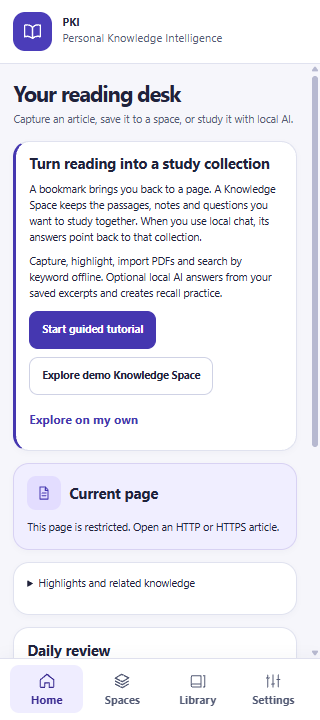 PKI
Personal Knowledge Intelligence
Your reading desk
Capture an article, save it to a space, or study it with local AI.
Turn reading into a study collection
A bookmark brings you back to a page. A Knowledge
Space keeps the passages, notes and questions you
want to study together. When you use local chat, its
answers point back to that collection.
Capture, highlight, import PDFs and search by
keyword offline. Optional local AI answers from your
saved excerpts and creates recall practice.
Start guided tutorial
Explore demo Knowledge Space
Explore on my own
Current page
This page is restricted. Open an HTTP or HTTPS article.
Highlights and related knowledge
Daily review
Home
Spaces
Library
Settings